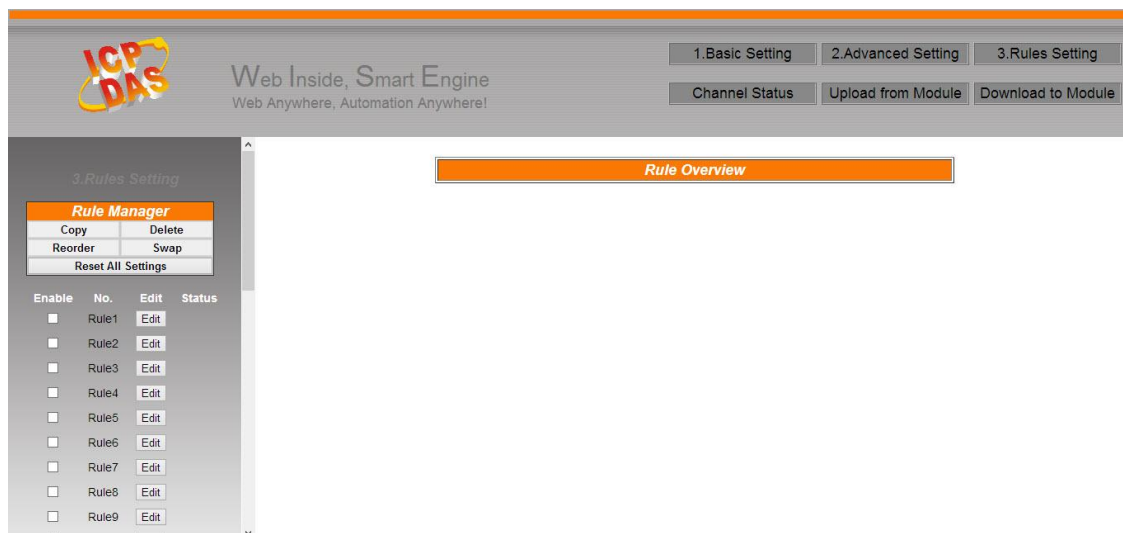 ICP
DAS
Web Inside, Smart Engine
Web Anywhere, Automation Anywhere!
1.Basic Setting 2.Advanced Setting 3.Rules Setting
Channel Status Upload from Module Download to Module
3.Rules Setting
Rule Manager
Copy Delete
Reorder Swap
Reset All Settings
Enable No. Edit Status
Rule1 Edit
Rule2 Edit
Rule3 Edit
Rule4 Edit
Rule5 Edit
Rule6 Edit
Rule7 Edit
Rule8 Edit
Rule9 Edit
Rule Overview